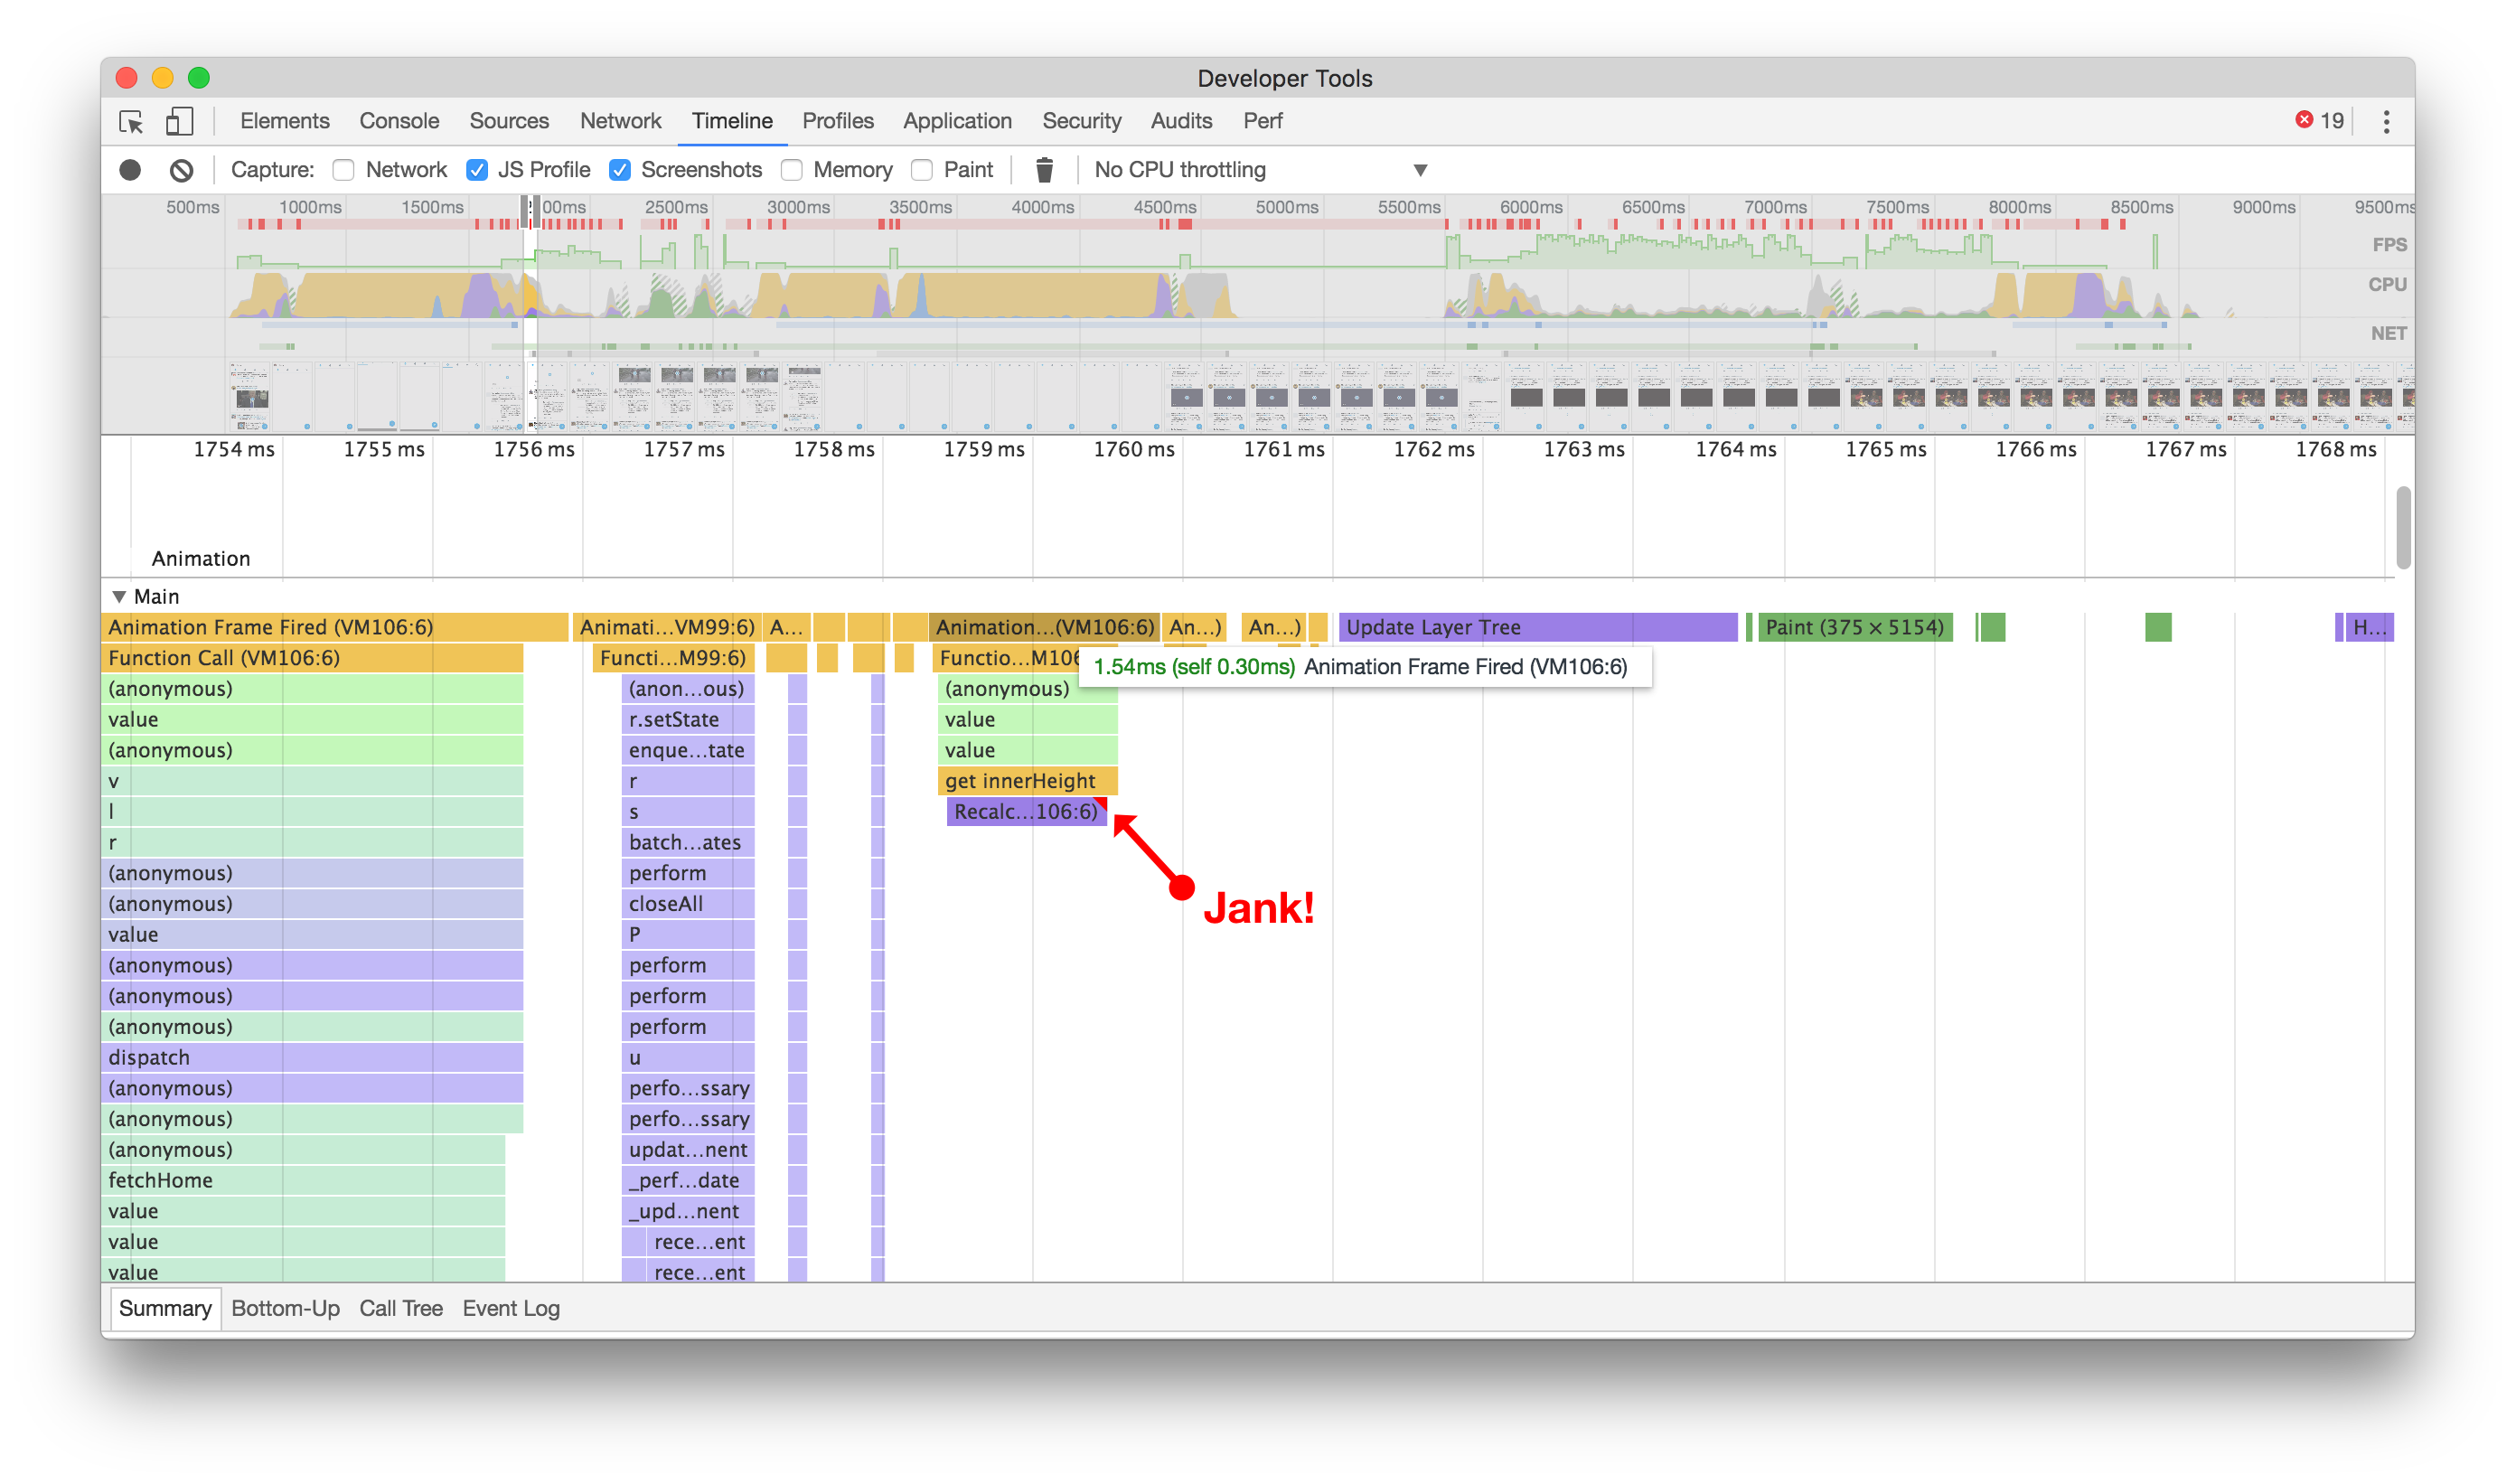 Developer Tools
Elements Console Sources Network Timeline Profiles Application Security Audits Perf 19
Capture: Network JS Profile Screenshots Memory Paint No CPU throttling
500ms 1000ms 1500ms 00ms 2500ms 3000ms 3500ms 4000ms 4500ms 5000ms 5500ms 6000ms 6500ms 7000ms 7500ms 8000ms 8500ms 9000ms 9500ms
FPS
CPU
NET
1754 ms 1755 ms 1756 ms 1757 ms 1758 ms 1759 ms 1760 ms 1761 ms 1762 ms 1763 ms 1764 ms 1765 ms 1766 ms 1767 ms 1768 ms
Animation
Main
Animation Frame Fired (VM106:6) Animati...VM99:6) A... Animation...(VM106:6) An...) An...) Update Layer Tree Paint (375 × 5154) H...
Function Call (VM106:6) Functi...M99:6) Functio...M106
1.54ms (self 0.30ms) Animation Frame Fired (VM106:6)
(anonymous) (anon...ous) (anonymous)
value r.setState value
(anonymous) enque...tate value
v r get innerHeight
l s Recalc...106:6)
r batch...ates
(anonymous) perform
(anonymous) closeAll
Jank!
value P
(anonymous) perform
(anonymous) perform
(anonymous) perform
dispatch u
(anonymous) perfo...ssary
(anonymous) perfo...ssary
(anonymous) updat...nent
fetchHome _perf...date
value _upd...nent
value rece...ent
value rece...ent
Summary Bottom-Up Call Tree Event Log